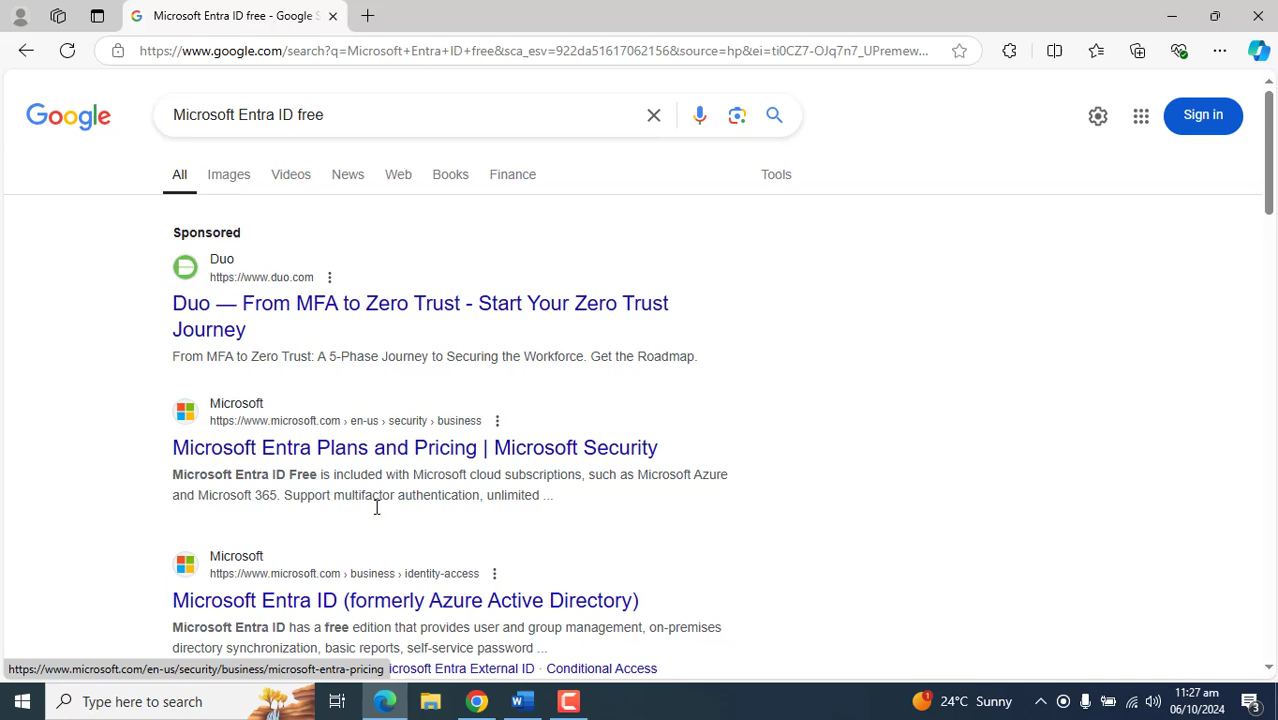 Microsoft Entra ID free - Google S
https://www.google.com/search?q=Microsoft+Entra+ID+free&sca_esv=922da51617062156&source=hp&ei=ti0CZ7-OJq7n7_UPremew...
Google
Microsoft Entra ID free
Sign in
All Images Videos News Web Books Finance Tools
Sponsored
Duo
https://www.duo.com
Duo — From MFA to Zero Trust - Start Your Zero Trust
Journey
From MFA to Zero Trust: A 5-Phase Journey to Securing the Workforce. Get the Roadmap.
Microsoft
https://www.microsoft.com › en-us › security › business
Microsoft Entra Plans and Pricing | Microsoft Security
Microsoft Entra ID Free is included with Microsoft cloud subscriptions, such as Microsoft Azure
and Microsoft 365. Support multifactor authentication, unlimited ...
Microsoft
https://www.microsoft.com › business › identity-access
Microsoft Entra ID (formerly Azure Active Directory)
Microsoft Entra ID has a free edition that provides user and group management, on-premises
directory synchronization, basic reports, self-service password ...
https://www.microsoft.com/en-us/security/business/microsoft-entra-pricing icrosoft Entra External ID · Conditional Access
Type here to search
1
24°C Sunny
11:27 am
06/10/2024
3